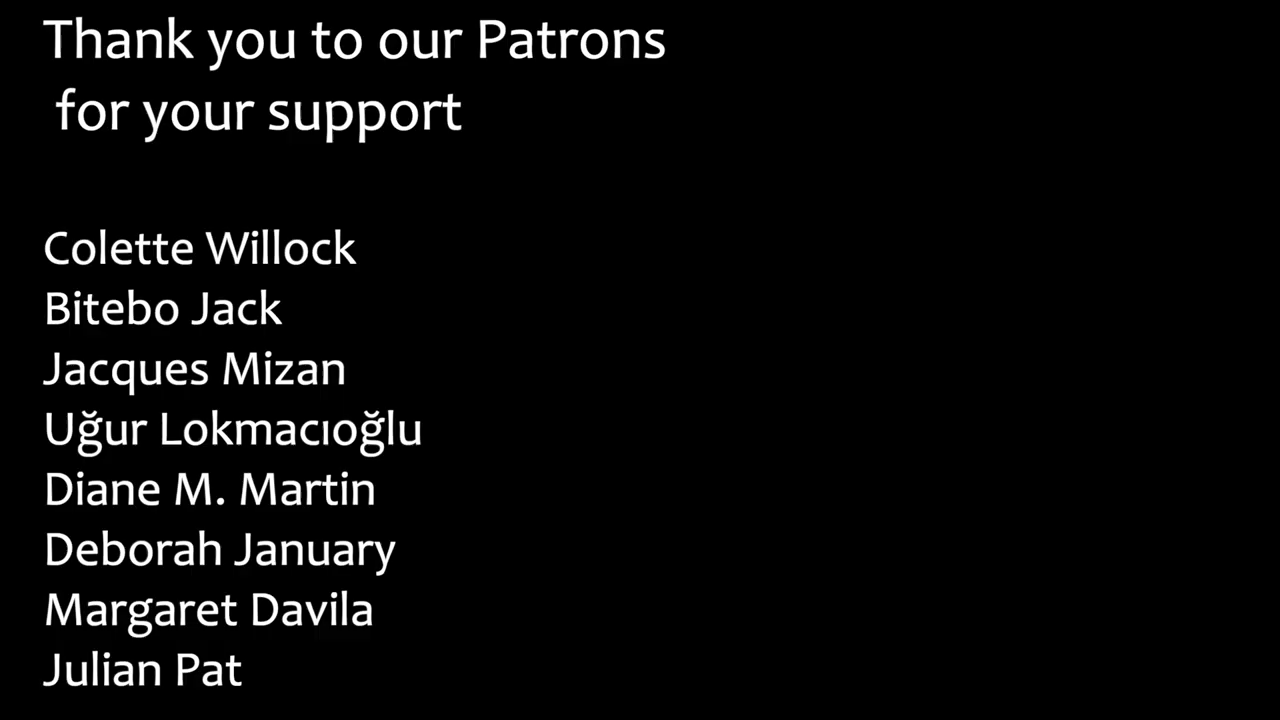 Thank you to our Patrons
for your support
Colette Willock
Bitebo Jack
Jacques Mizan
Uğur Lokmacıoğlu
Diane M. Martin
Deborah January
Margaret Davila
Julian Pat